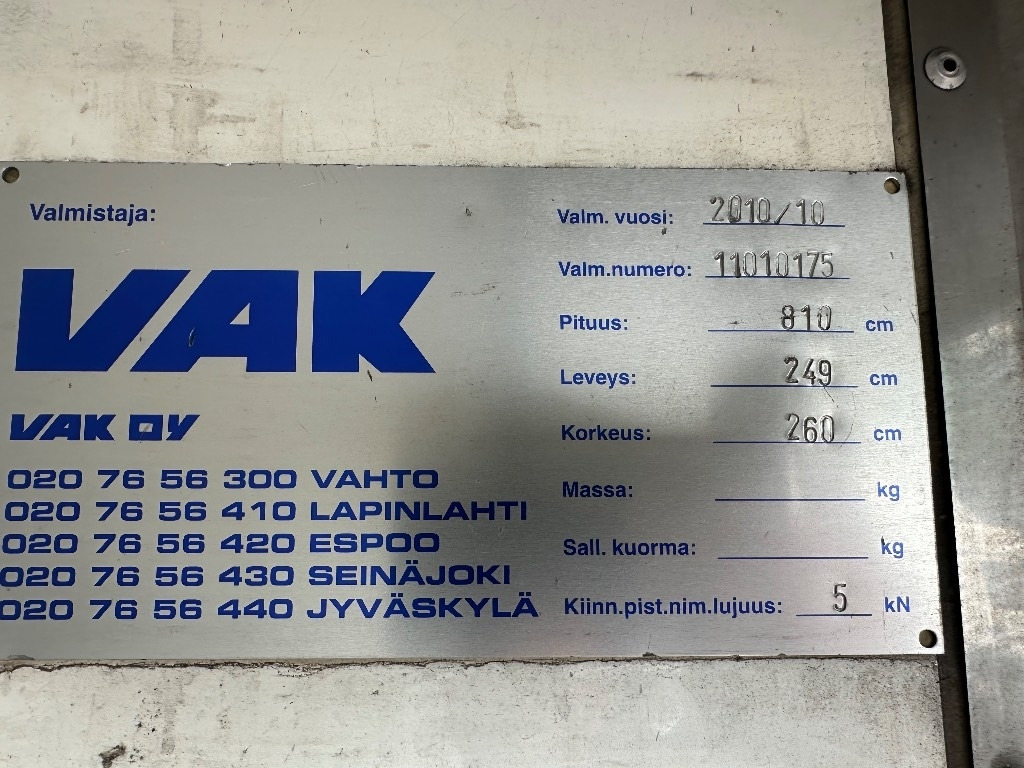 Valmistaja:
VAK
VAK OY
020 76 56 300 VAHTO
020 76 56 410 LAPINLAHTI
020 76 56 420 ESPOO
020 76 56 430 SEINÄJOKI
020 76 56 440 JYVÄSKYLÄ
Valm. vuosi: 2010/10
Valm.numero: 11010175
Pituus: 810 cm
Leveys: 249 cm
Korkeus: 260 cm
Massa: kg
Sall. kuorma: kg
Kiinn.pist.nim.lujuus: 5 kN